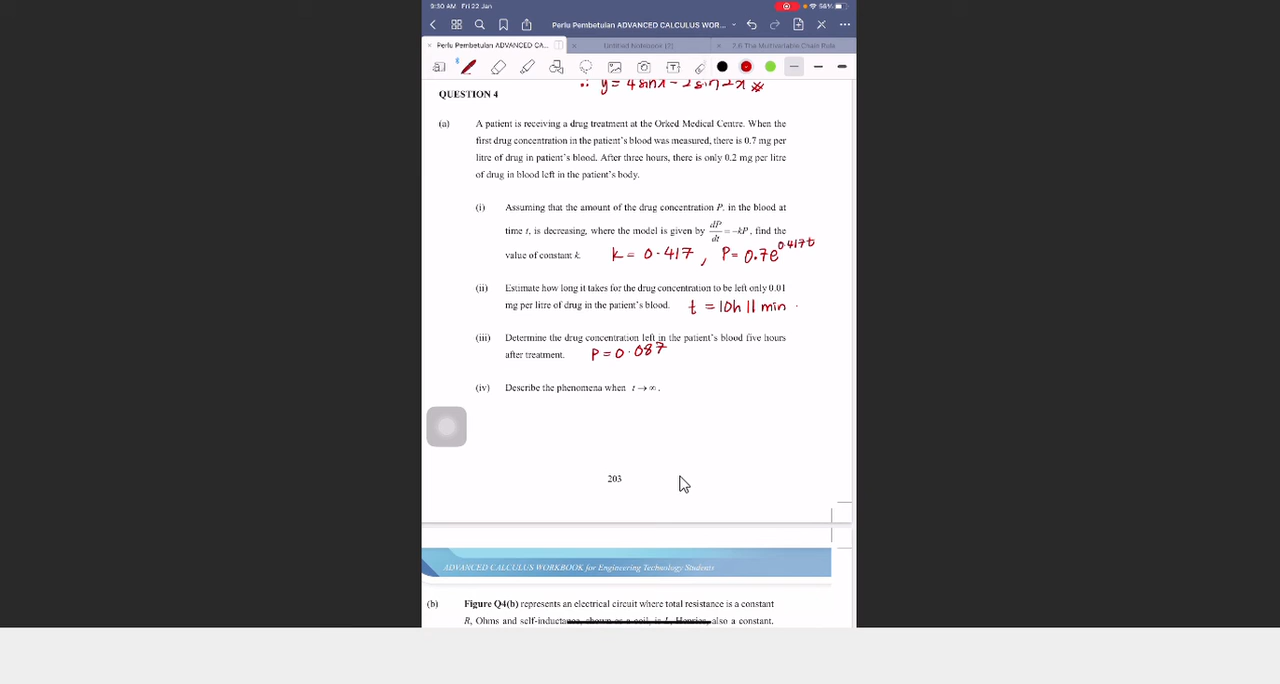 9:50 AM Fri 22 Jan
56%
Perlu Pembetulan ADVANCED CALCULUS WOR...
Perlu Pembetulan ADVANCED CA...
Untitled Notebook (2)
2.6 The Multivariable Chain Rule
∴ y = 4 sinx - 2 sin 2x
QUESTION 4
(a) A patient is receiving a drug treatment at the Orked Medical Centre. When the
first drug concentration in the patient's blood was measured, there is 0.7 mg per
litre of drug in patient's blood. After three hours, there is only 0.2 mg per litre
of drug in blood left in the patient's body.
(i) Assuming that the amount of the drug concentration P, in the blood at
time t, is decreasing, where the model is given by dP/dt = -kP, find the
value of constant k. k = 0.417 , P = 0.7e^0.417t
(ii) Estimate how long it takes for the drug concentration to be left only 0.01
mg per litre of drug in the patient's blood. t = 10h 11 min
(iii) Determine the drug concentration left in the patient's blood five hours
after treatment. P = 0.087
(iv) Describe the phenomena when t → ∞.
203
ADVANCED CALCULUS WORKBOOK for Engineering Technology Students
(b) Figure Q4(b) represents an electrical circuit where total resistance is a constant
R, Ohms and self-inductance, shown as a coil, is L, Henries, also a constant.